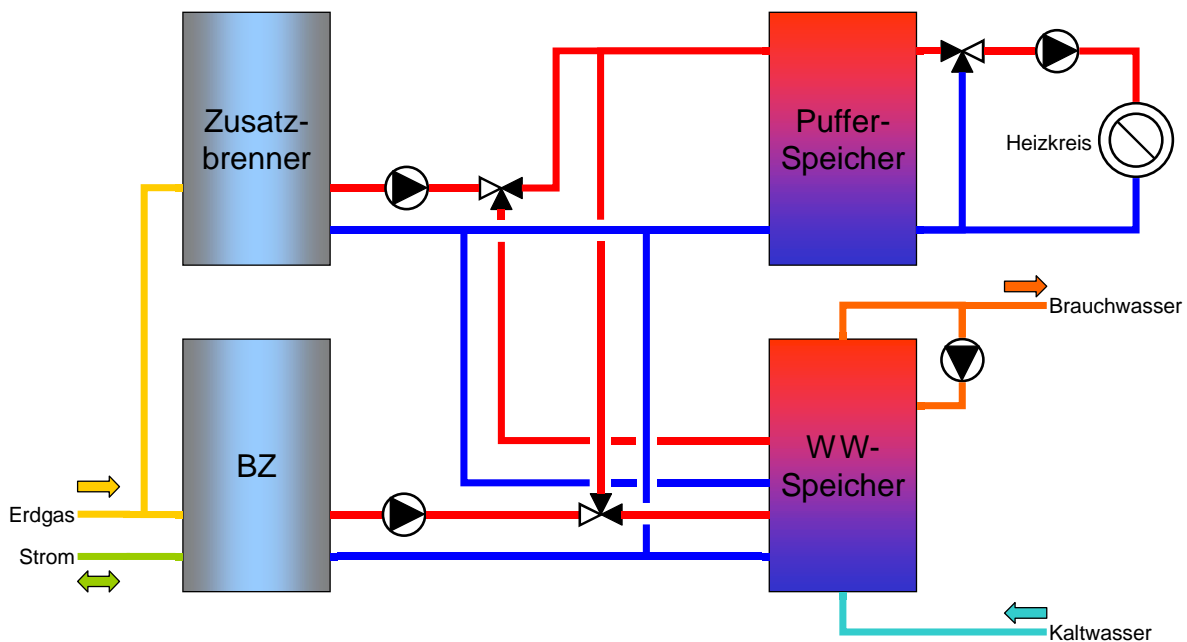 Zusatz-
brenner
Puffer-
Speicher
Heizkreis
Brauchwasser
BZ
WW-
Speicher
Erdgas
Strom
Kaltwasser